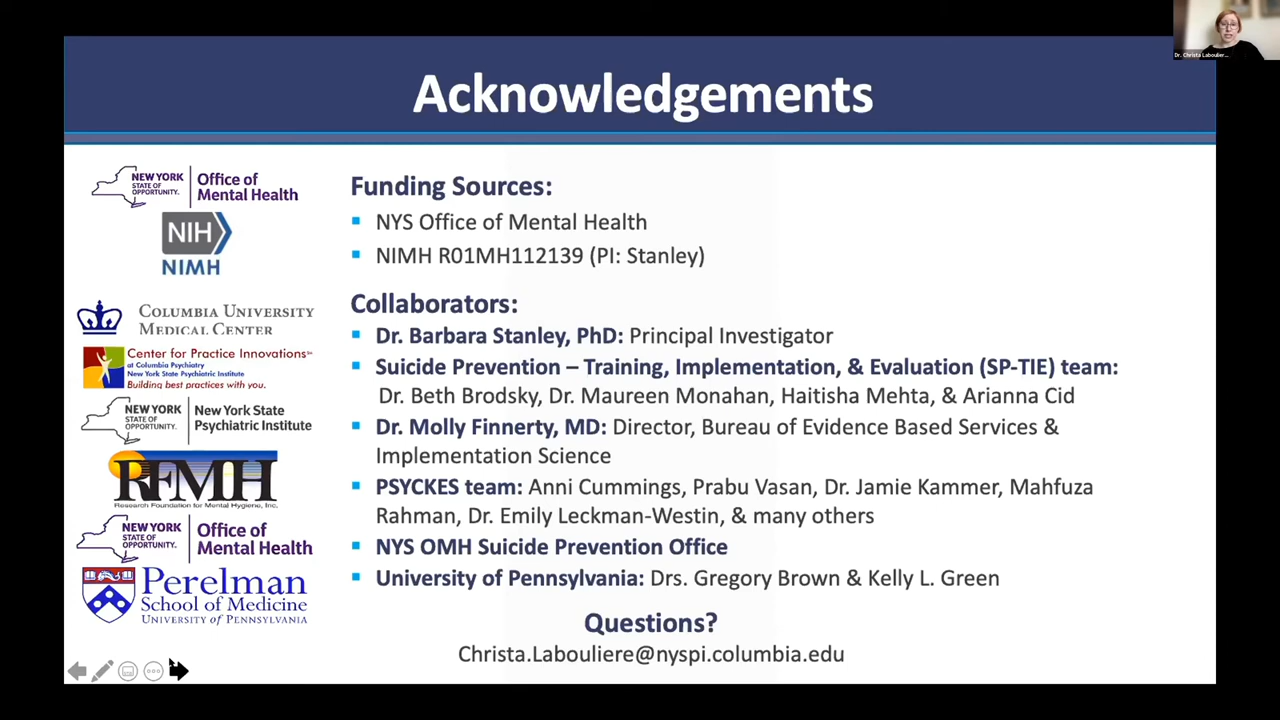 Dr. Christa Labouler...
Acknowledgements
NEW YORK
STATE OF
OPPORTUNITY.
Office of
Mental Health
NIH
NIMH
COLUMBIA UNIVERSITY
MEDICAL CENTER
Center for Practice Innovations℠
at Columbia Psychiatry
New York State Psychiatric Institute
Building best practices with you.
NEW YORK
STATE OF
OPPORTUNITY.
New York State
Psychiatric Institute
RFMH
Research Foundation for Mental Hygiene, Inc.
NEW YORK
STATE OF
OPPORTUNITY.
Office of
Mental Health
Perelman
School of Medicine
UNIVERSITY OF PENNSYLVANIA
Funding Sources:
NYS Office of Mental Health
NIMH R01MH112139 (PI: Stanley)
Collaborators:
Dr. Barbara Stanley, PhD: Principal Investigator
Suicide Prevention – Training, Implementation, & Evaluation (SP-TIE) team:
Dr. Beth Brodsky, Dr. Maureen Monahan, Haitisha Mehta, & Arianna Cid
Dr. Molly Finnerty, MD: Director, Bureau of Evidence Based Services &
Implementation Science
PSYCKES team: Anni Cummings, Prabu Vasan, Dr. Jamie Kammer, Mahfuza
Rahman, Dr. Emily Leckman-Westin, & many others
NYS OMH Suicide Prevention Office
University of Pennsylvania: Drs. Gregory Brown & Kelly L. Green
Questions?
Christa.Labouliere@nyspi.columbia.edu